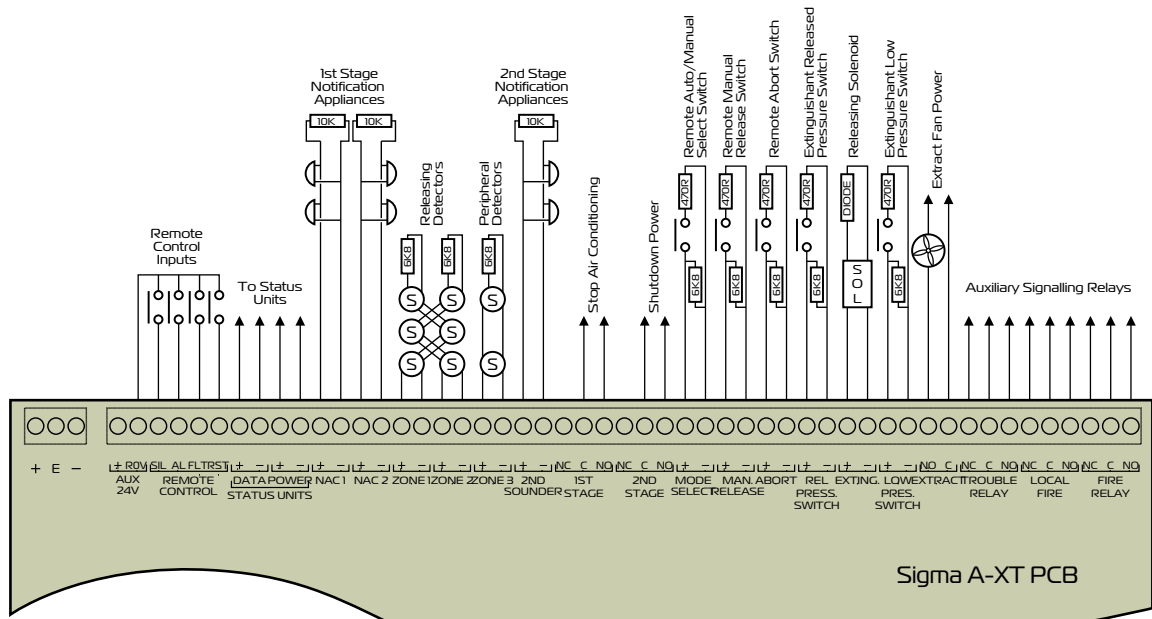 1st Stage
Notification
Appliances
10K
10K
2nd Stage
Notification
Appliances
10K
Remote
Control
Inputs
To Status
Units
Releasing
Detectors
Peripheral
Detectors
6K8
6K8
6K8
S
S
S
S
S
S
S
S
Stop Air Conditioning
Shutdown Power
Remote Auto/Manual
Select Switch
Remote Manual
Release Switch
Remote Abort Switch
Extinguishant Released
Pressure Switch
Releasing Solenoid
Extinguishant Low
Pressure Switch
Extract Fan Power
470R
470R
470R
470R
DIODE
470R
6K8
6K8
6K8
6K8
SOL
6K8
Auxiliary Signalling Relays
+ E −
+ R0V SIL AL FLT RST + − + − + − + − + − + − + − + − NC C NO NC C NO + − + − + − + − + − + − NO C NC C NO NC C NO NC C NO
AUX
24V
REMOTE
CONTROL
DATA POWER
STATUS UNITS
NAC 1
NAC 2
ZONE 1
ZONE 2
ZONE 3
2ND
SOUNDER
1ST
STAGE
2ND
STAGE
MODE
SELECT
MAN.
RELEASE
ABORT
REL
PRESS.
SWITCH
EXTING.
LOW
PRES.
SWITCH
EXTRACT
TROUBLE
RELAY
LOCAL
FIRE
FIRE
RELAY
Sigma A-XT PCB